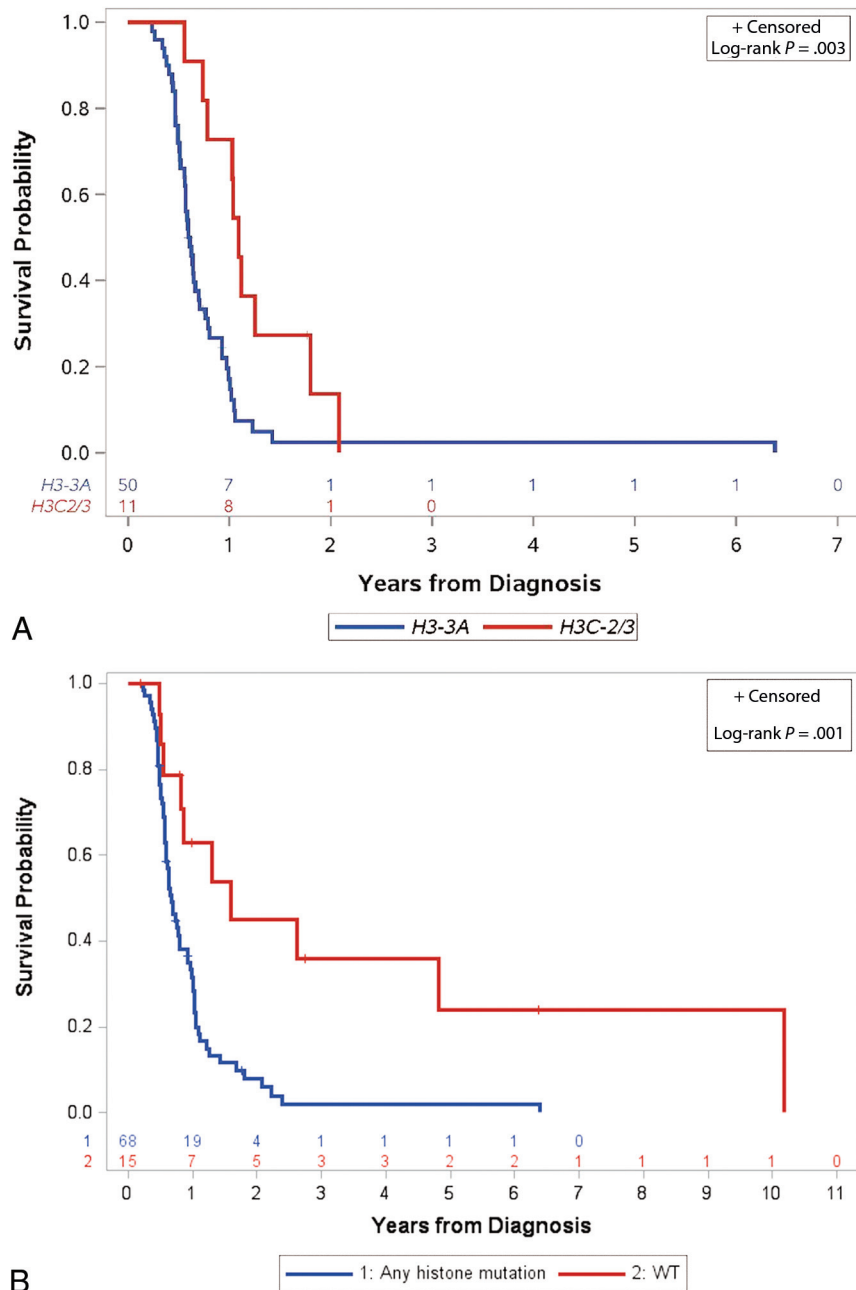 1.0
+ Censored
Log-rank P = .003
0.8
0.6
0.4
0.2
0.0
Survival Probability
H3-3A 50 7 1 1 1 1 1 0
H3C2/3 11 8 1 0
0 1 2 3 4 5 6 7
Years from Diagnosis
A
H3-3A H3C-2/3
1.0
+ Censored
Log-rank P = .001
0.8
0.6
0.4
0.2
0.0
Survival Probability
1 68 19 4 1 1 1 1 0
2 15 7 5 3 3 2 2 1 1 1 1 0
0 1 2 3 4 5 6 7 8 9 10 11
Years from Diagnosis
B
1: Any histone mutation 2: WT